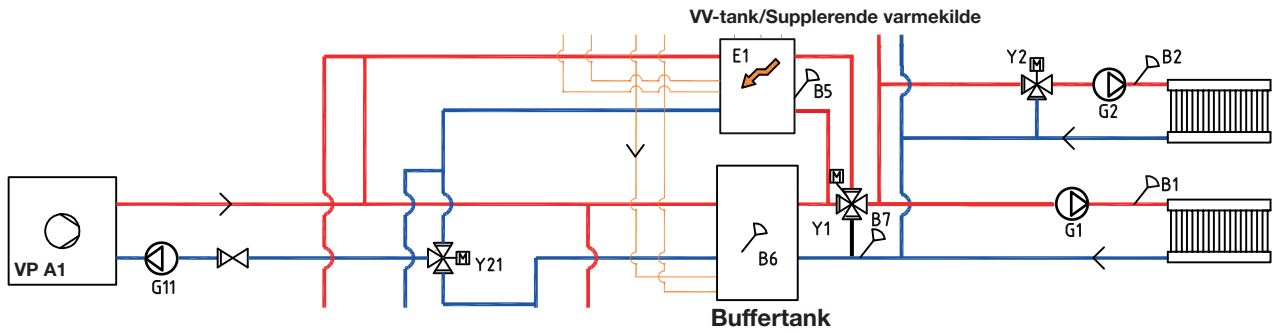 VV-tank/Supplerende varmekilde
E1
B5
Y2
M
B2
G2
VP A1
G11
M
Y21
B6
M
Y1
B7
G1
B1
Buffertank